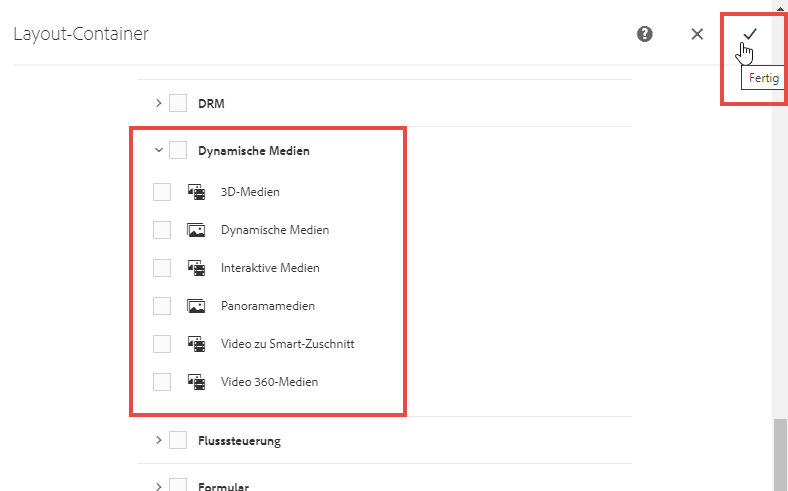 Layout-Container
Fertig
DRM
Dynamische Medien
3D-Medien
Dynamische Medien
Interaktive Medien
Panoramamedien
Video zu Smart-Zuschnitt
Video 360-Medien
Flusssteuerung
Formular